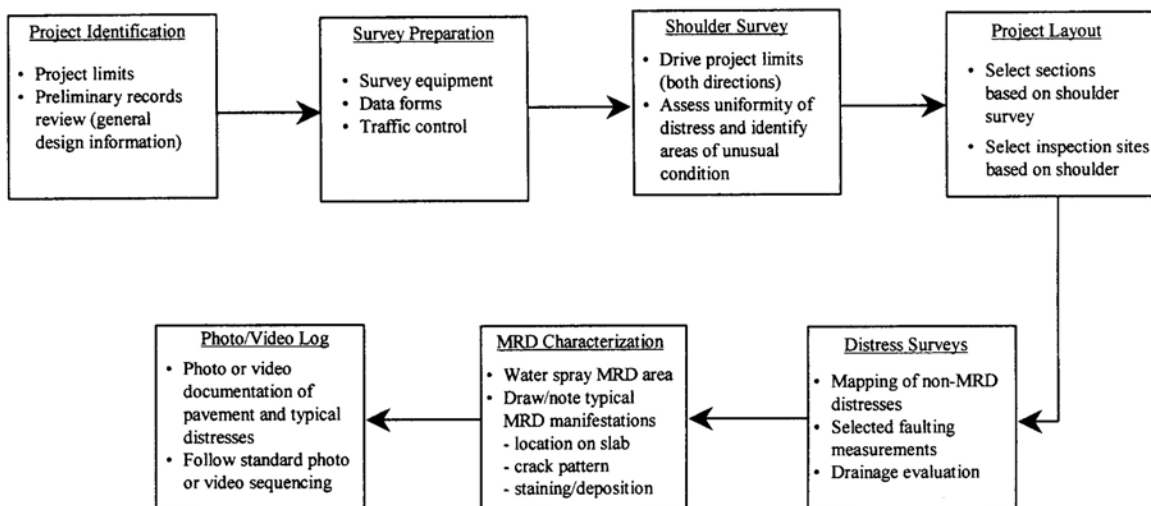 Project Identification
• Project limits
• Preliminary records
review (general
design information)
Survey Preparation
• Survey equipment
• Data forms
• Traffic control
Shoulder Survey
• Drive project limits
(both directions)
• Assess uniformity of
distress and identify
areas of unusual
condition
Project Layout
• Select sections
based on shoulder
survey
• Select inspection sites
based on shoulder
Distress Surveys
• Mapping of non-MRD
distresses
• Selected faulting
measurements
• Drainage evaluation
MRD Characterization
• Water spray MRD area
• Draw/note typical
MRD manifestations
- location on slab
- crack pattern
- staining/deposition
Photo/Video Log
• Photo or video
documentation of
pavement and typical
distresses
• Follow standard photo
or video sequencing